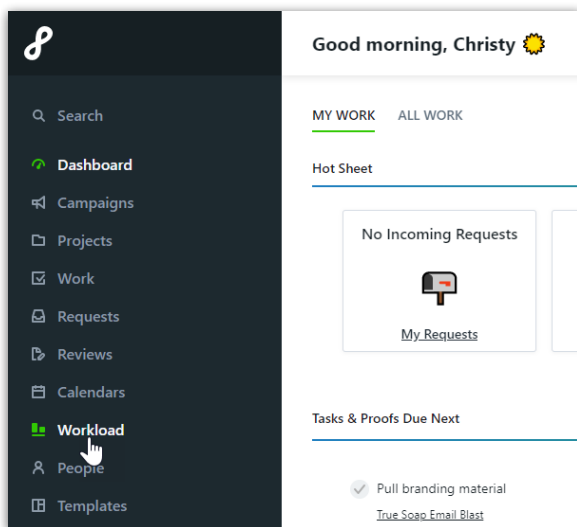 Good morning, Christy
Search
Dashboard
Campaigns
Projects
Work
Requests
Reviews
Calendars
Workload
People
Templates
MY WORK ALL WORK
Hot Sheet
No Incoming Requests
My Requests
Tasks & Proofs Due Next
Pull branding material
True Soap Email Blast